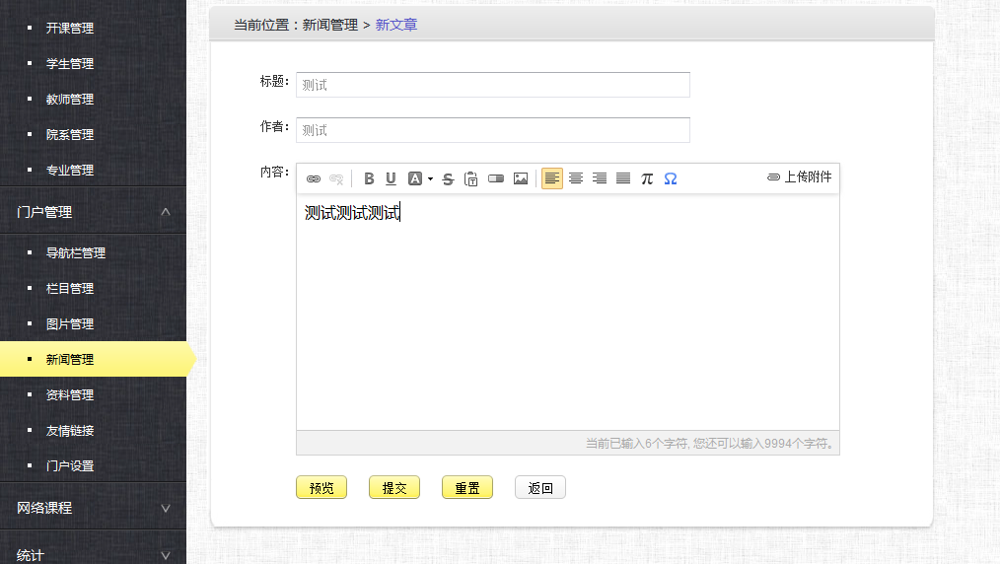 开课管理
学生管理
教师管理
院系管理
专业管理
门户管理
导航栏管理
栏目管理
图片管理
新闻管理
资料管理
友情链接
门户设置
网络课程
统计
当前位置：新闻管理 > 新文章
标题： 测试
作者： 测试
内容： B U A S π Ω 上传附件
测试测试测试
当前已输入6个字符, 您还可以输入9994个字符。
预览 提交 重置 返回